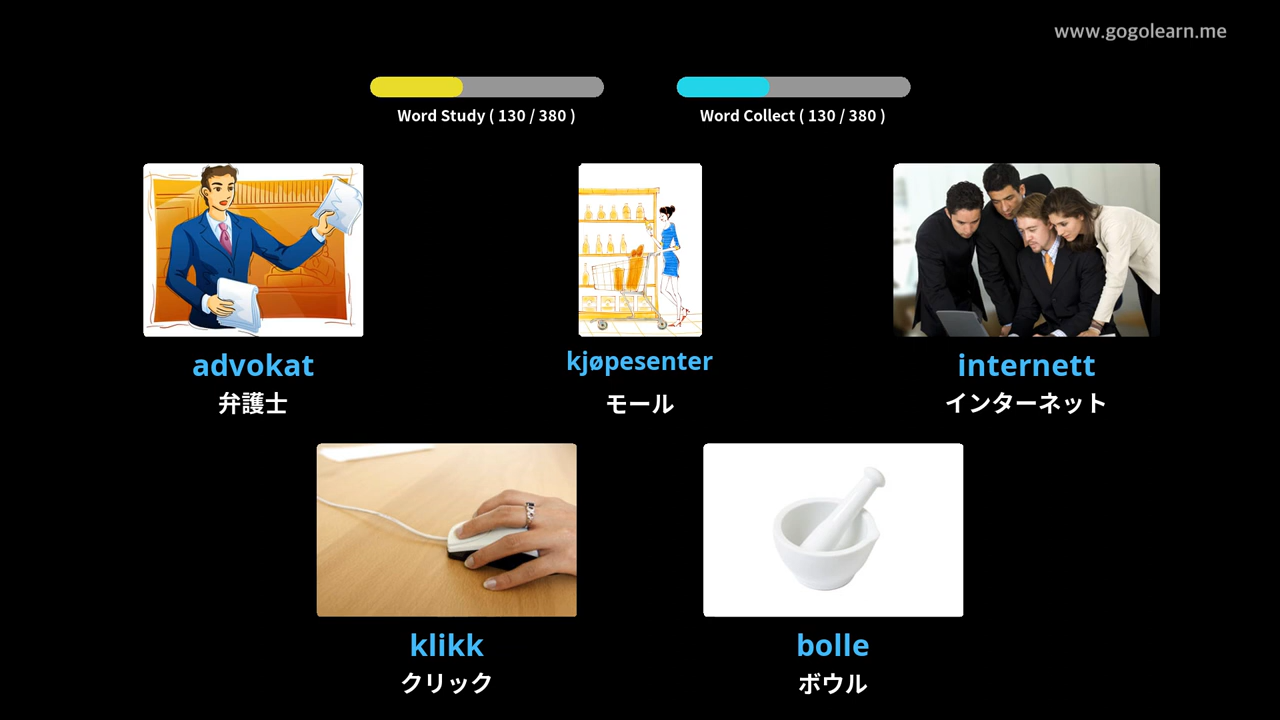 www.gogolearn.me
Word Study ( 130 / 380 )
Word Collect ( 130 / 380 )
advokat
弁護士
kjøpesenter
モール
internett
インターネット
klikk
クリック
bolle
ボウル